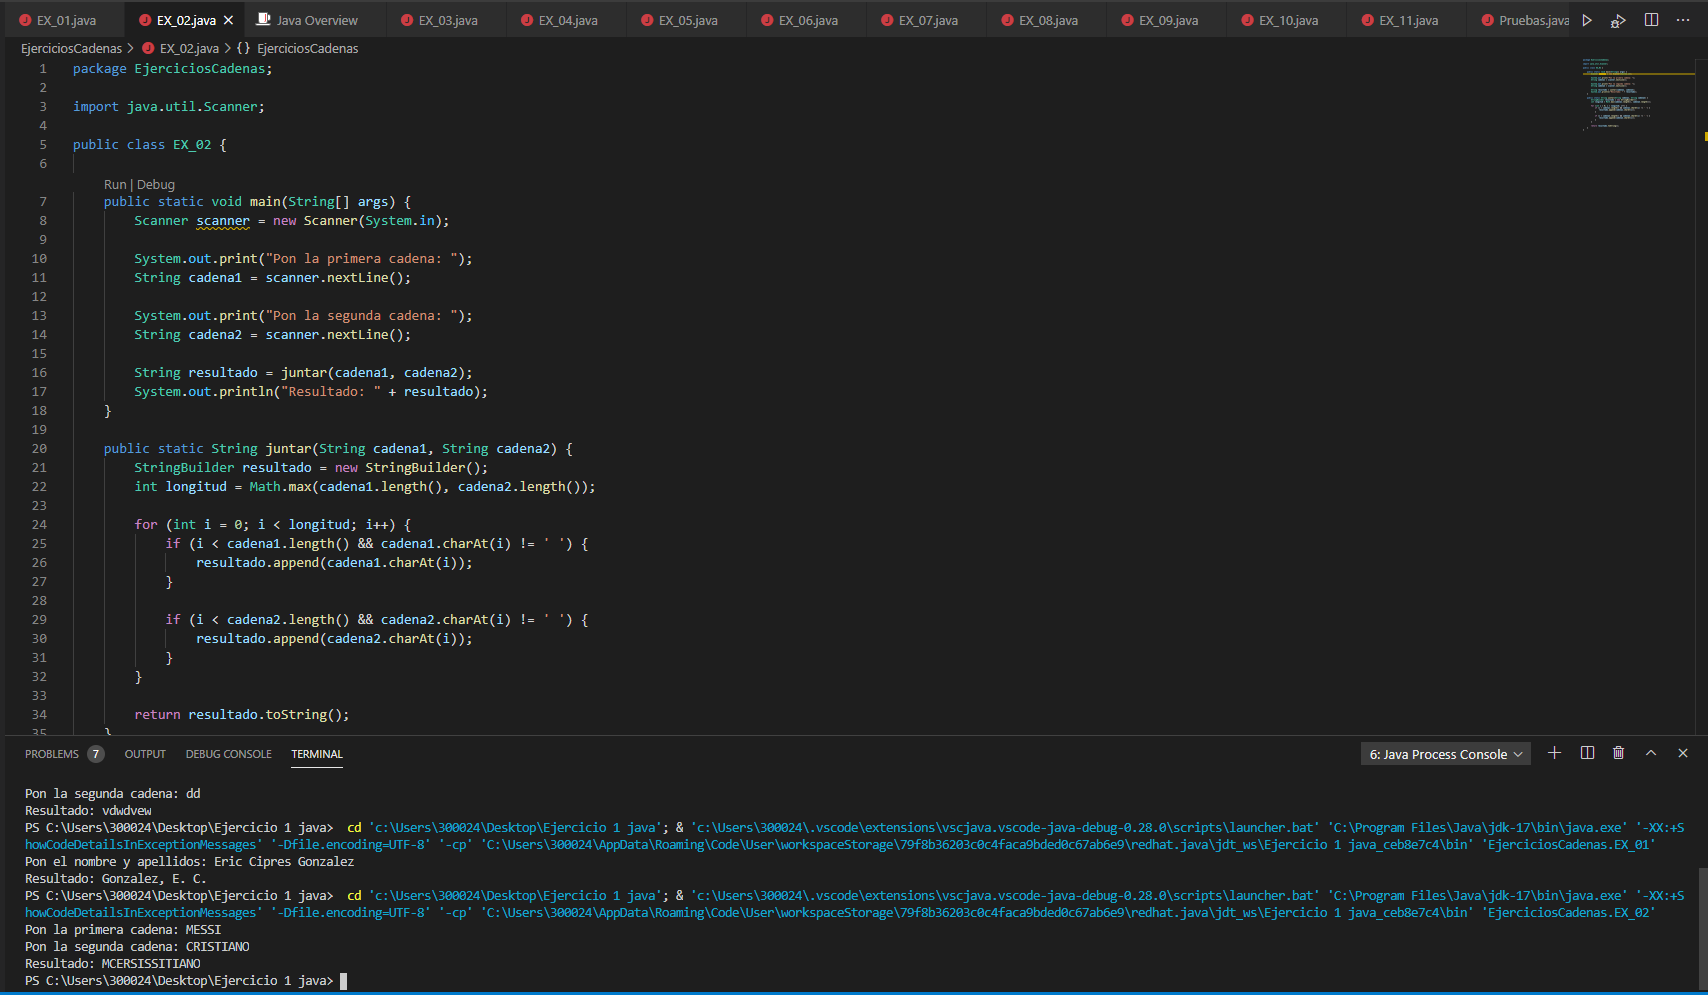 EX_01.java EX_02.java Java Overview EX_03.java EX_04.java EX_05.java EX_06.java EX_07.java EX_08.java EX_09.java EX_10.java EX_11.java Pruebas.java
EjerciciosCadenas > EX_02.java > {} EjerciciosCadenas
1 package EjerciciosCadenas;
2
3 import java.util.Scanner;
4
5 public class EX_02 {
6
Run | Debug
7 public static void main(String[] args) {
8 Scanner scanner = new Scanner(System.in);
9
10 System.out.print("Pon la primera cadena: ");
11 String cadena1 = scanner.nextLine();
12
13 System.out.print("Pon la segunda cadena: ");
14 String cadena2 = scanner.nextLine();
15
16 String resultado = juntar(cadena1, cadena2);
17 System.out.println("Resultado: " + resultado);
18 }
19
20 public static String juntar(String cadena1, String cadena2) {
21 StringBuilder resultado = new StringBuilder();
22 int longitud = Math.max(cadena1.length(), cadena2.length());
23
24 for (int i = 0; i < longitud; i++) {
25 if (i < cadena1.length() && cadena1.charAt(i) != ' ') {
26 resultado.append(cadena1.charAt(i));
27 }
28
29 if (i < cadena2.length() && cadena2.charAt(i) != ' ') {
30 resultado.append(cadena2.charAt(i));
31 }
32 }
33
34 return resultado.toString();
35 }
PROBLEMS 7 OUTPUT DEBUG CONSOLE TERMINAL 6: Java Process Console
Pon la segunda cadena: dd
Resultado: vdwdvew
PS C:\Users\300024\Desktop\Ejercicio 1 java> cd 'c:\Users\300024\Desktop\Ejercicio 1 java'; & 'c:\Users\300024\.vscode\extensions\vscjava.vscode-java-debug-0.28.0\scripts\launcher.bat' 'C:\Program Files\Java\jdk-17\bin\java.exe' '-XX:+S
howCodeDetailsInExceptionMessages' '-Dfile.encoding=UTF-8' '-cp' 'C:\Users\300024\AppData\Roaming\Code\User\workspaceStorage\79f8b36203c0c4faca9bded0c67ab6e9\redhat.java\jdt_ws\Ejercicio 1 java_ceb8e7c4\bin' 'EjerciciosCadenas.EX_01'
Pon el nombre y apellidos: Eric Cipres Gonzalez
Resultado: Gonzalez, E. C.
PS C:\Users\300024\Desktop\Ejercicio 1 java> cd 'c:\Users\300024\Desktop\Ejercicio 1 java'; & 'c:\Users\300024\.vscode\extensions\vscjava.vscode-java-debug-0.28.0\scripts\launcher.bat' 'C:\Program Files\Java\jdk-17\bin\java.exe' '-XX:+S
howCodeDetailsInExceptionMessages' '-Dfile.encoding=UTF-8' '-cp' 'C:\Users\300024\AppData\Roaming\Code\User\workspaceStorage\79f8b36203c0c4faca9bded0c67ab6e9\redhat.java\jdt_ws\Ejercicio 1 java_ceb8e7c4\bin' 'EjerciciosCadenas.EX_02'
Pon la primera cadena: MESSI
Pon la segunda cadena: CRISTIANO
Resultado: MCERSISSITIANO
PS C:\Users\300024\Desktop\Ejercicio 1 java>